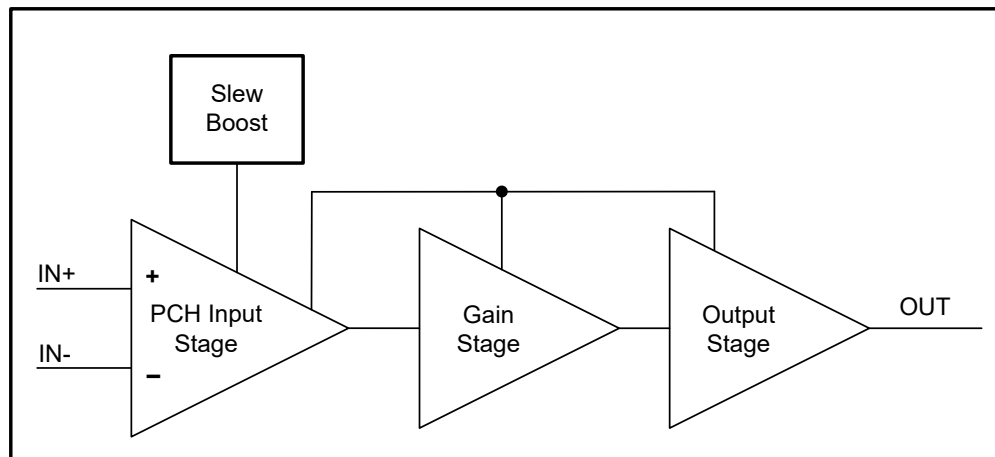 Slew
Boost
IN+
+
PCH Input
Stage
IN-
–
Gain
Stage
Output
Stage
OUT